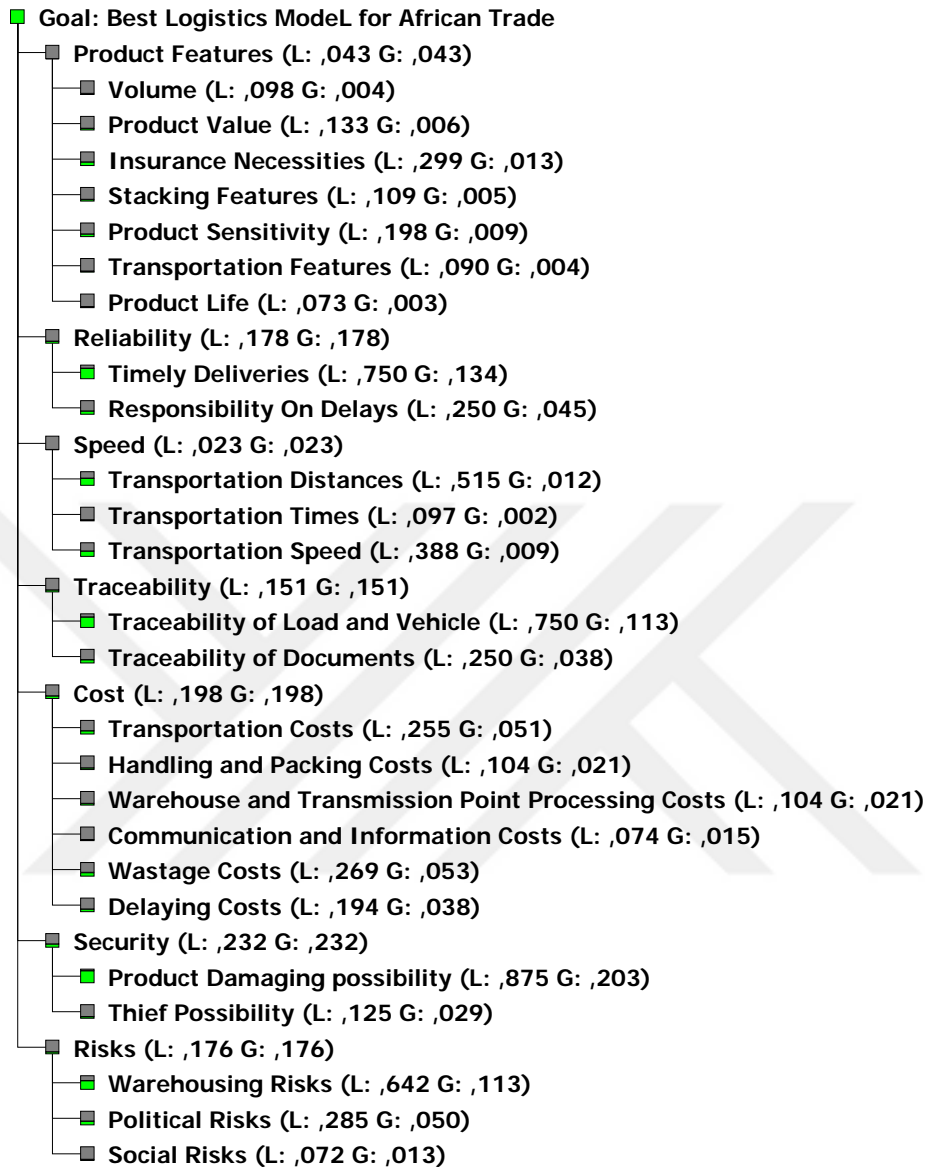 Goal: Best Logistics ModeL for African Trade
Product Features (L: ,043 G: ,043)
Volume (L: ,098 G: ,004)
Product Value (L: ,133 G: ,006)
Insurance Necessities (L: ,299 G: ,013)
Stacking Features (L: ,109 G: ,005)
Product Sensitivity (L: ,198 G: ,009)
Transportation Features (L: ,090 G: ,004)
Product Life (L: ,073 G: ,003)
Reliability (L: ,178 G: ,178)
Timely Deliveries (L: ,750 G: ,134)
Responsibility On Delays (L: ,250 G: ,045)
Speed (L: ,023 G: ,023)
Transportation Distances (L: ,515 G: ,012)
Transportation Times (L: ,097 G: ,002)
Transportation Speed (L: ,388 G: ,009)
Traceability (L: ,151 G: ,151)
Traceability of Load and Vehicle (L: ,750 G: ,113)
Traceability of Documents (L: ,250 G: ,038)
Cost (L: ,198 G: ,198)
Transportation Costs (L: ,255 G: ,051)
Handling and Packing Costs (L: ,104 G: ,021)
Warehouse and Transmission Point Processing Costs (L: ,104 G: ,021)
Communication and Information Costs (L: ,074 G: ,015)
Wastage Costs (L: ,269 G: ,053)
Delaying Costs (L: ,194 G: ,038)
Security (L: ,232 G: ,232)
Product Damaging possibility (L: ,875 G: ,203)
Thief Possibility (L: ,125 G: ,029)
Risks (L: ,176 G: ,176)
Warehousing Risks (L: ,642 G: ,113)
Political Risks (L: ,285 G: ,050)
Social Risks (L: ,072 G: ,013)